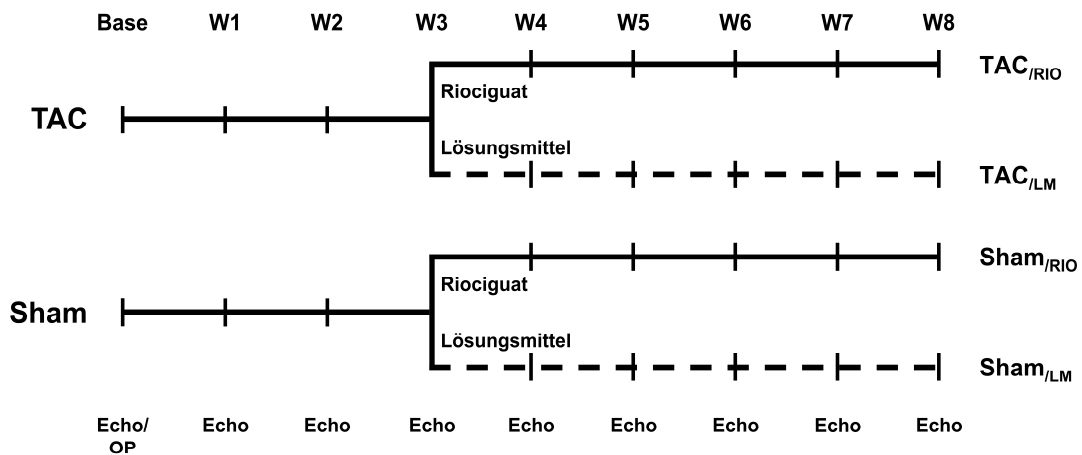 Base W1 W2 W3 W4 W5 W6 W7 W8
TAC/RIO
Riociguat
TAC
Lösungsmittel
TAC/LM
Sham/RIO
Riociguat
Sham
Lösungsmittel
Sham/LM
Echo/ Echo Echo Echo Echo Echo Echo Echo Echo
OP